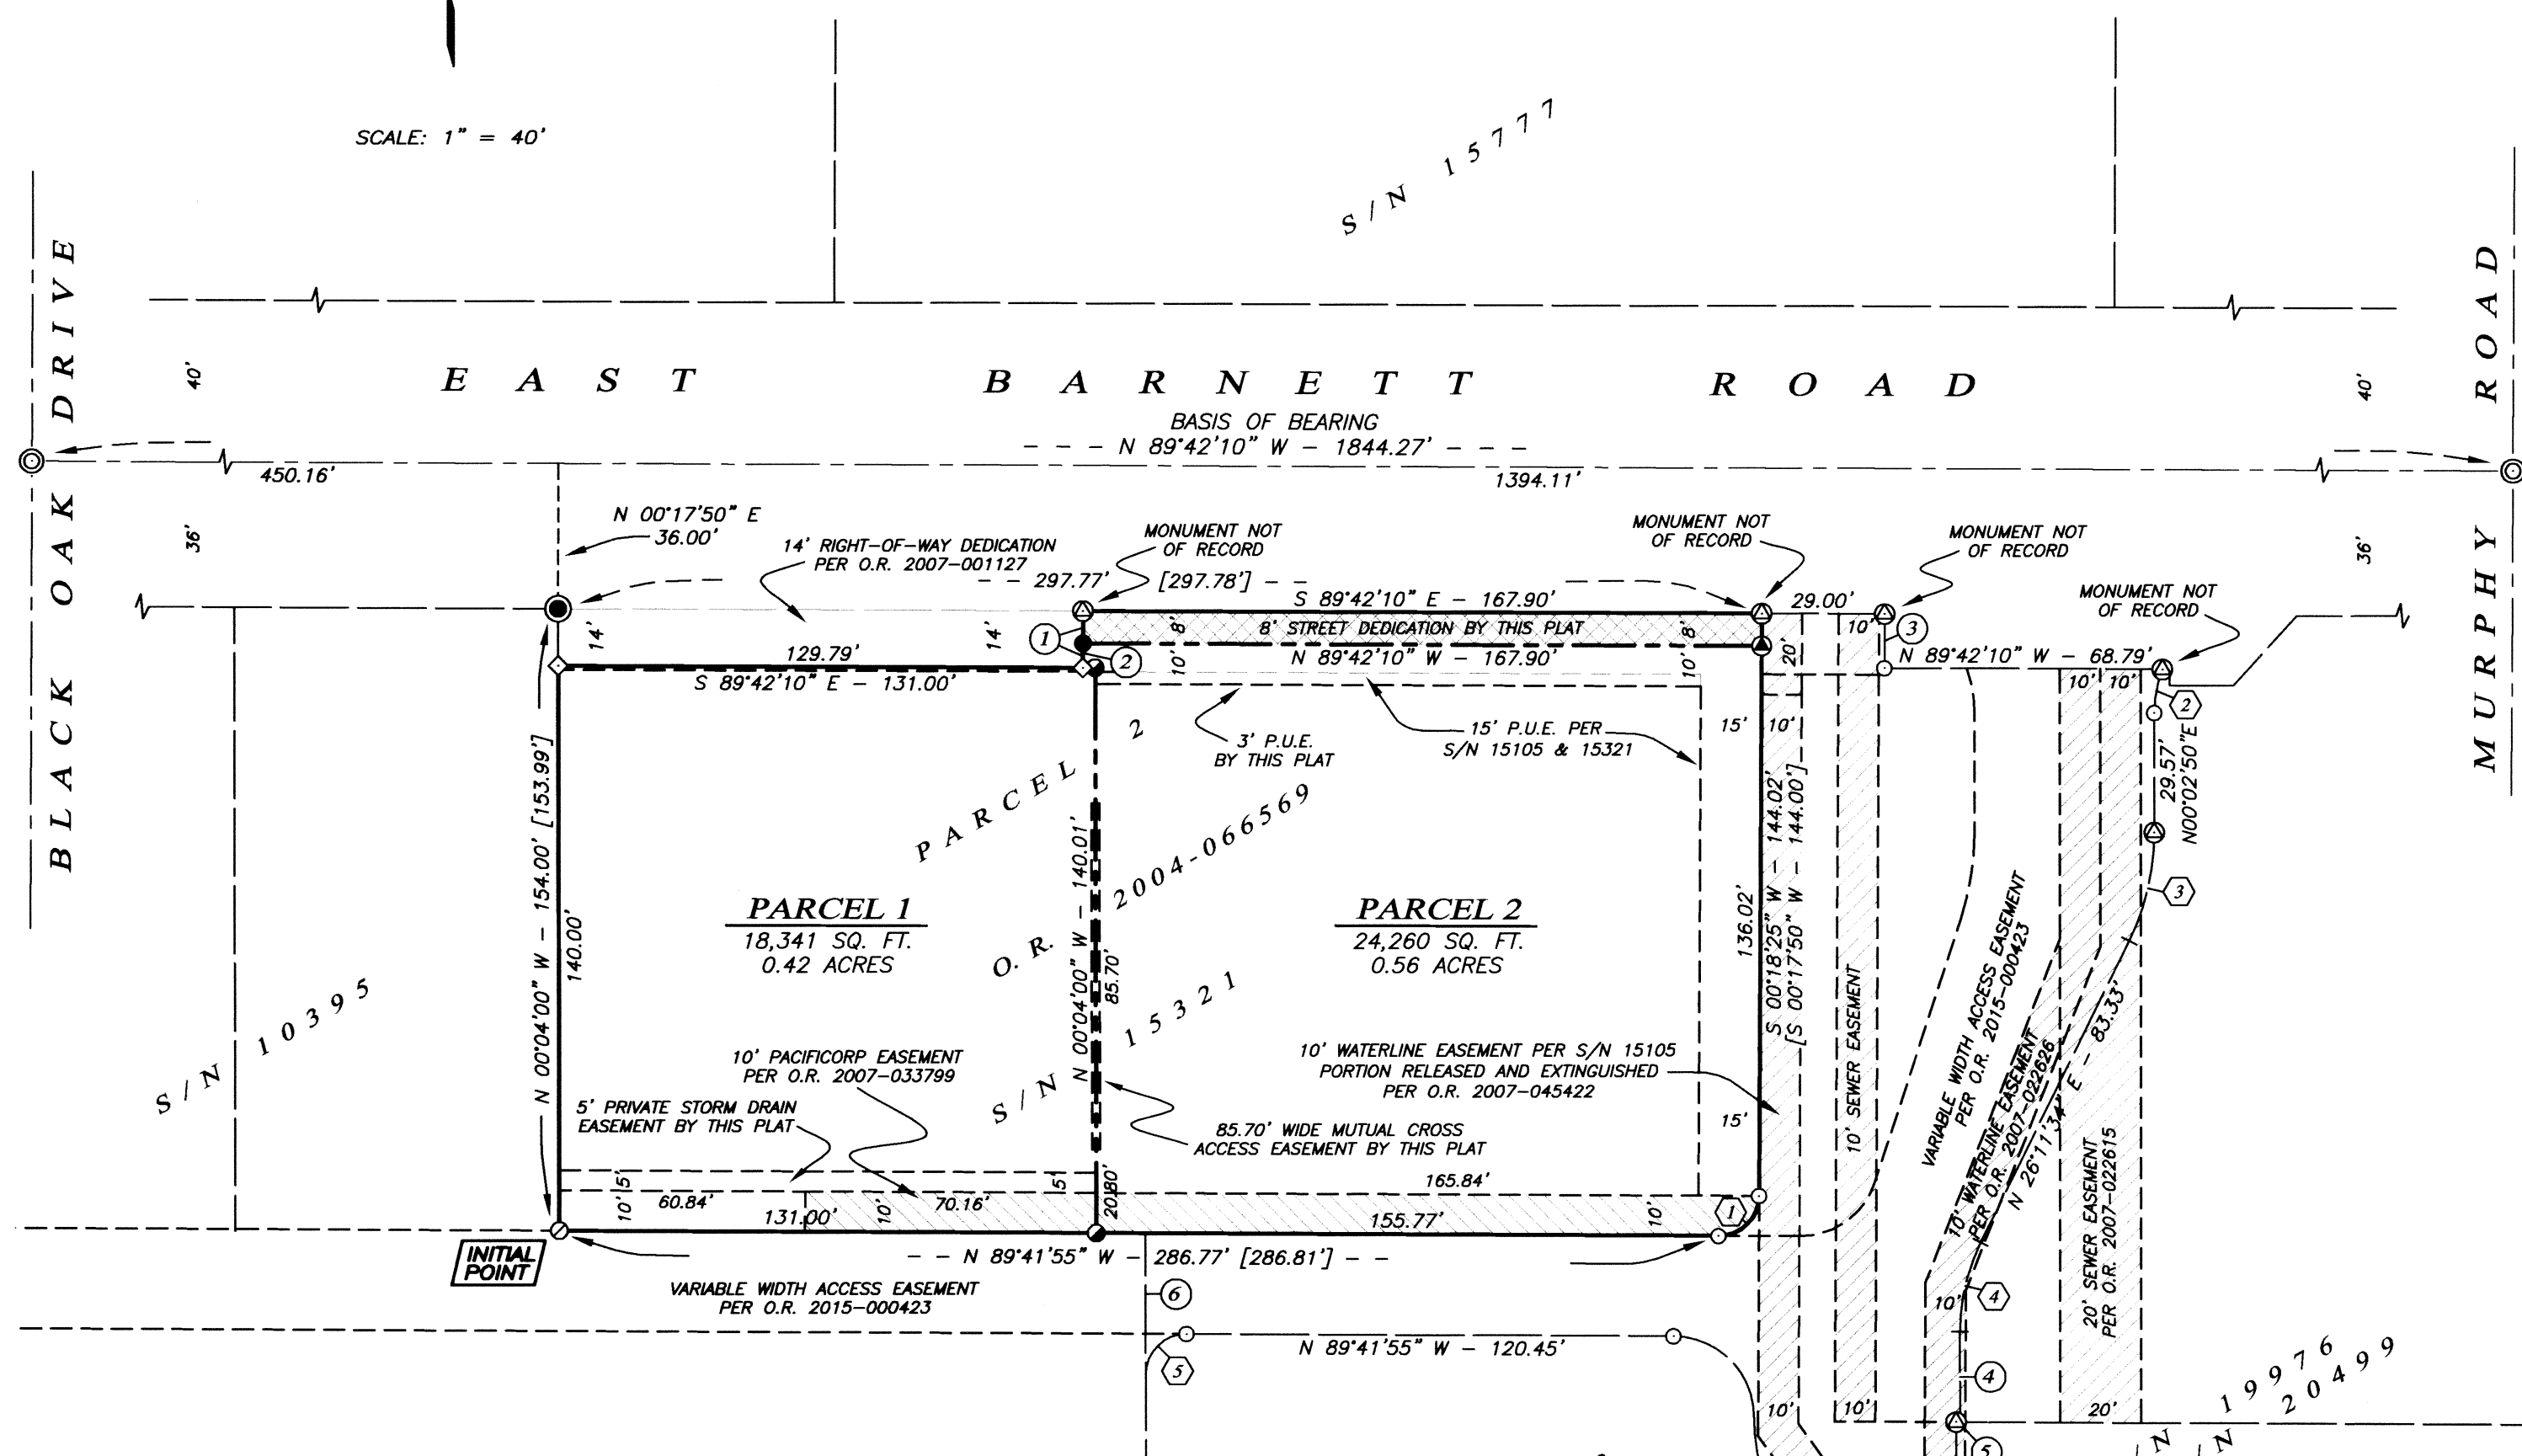 SCALE: 1" = 40'
S/N 15777
BLACK OAK DRIVE
MURPHY ROAD
40'
EAST BARNETT ROAD
40'
BASIS OF BEARING
- - - N 89°42'10" W - 1844.27' - - -
450.16'
1394.11'
36'
36'
N 00°17'50" E
36.00'
14' RIGHT-OF-WAY DEDICATION
PER O.R. 2007-001127
MONUMENT NOT
OF RECORD
MONUMENT NOT
OF RECORD
MONUMENT NOT
OF RECORD
MONUMENT NOT
OF RECORD
- - 297.77' [297.78'] - -
S 89°42'10" E - 167.90'
29.00'
14'
14'
1
8'
8' STREET DEDICATION BY THIS PLAT
8'
10'
3
129.79'
2
10'
N 89°42'10" W - 167.90'
10'
20'
N 89°42'10" W - 68.79'
S 89°42'10" E - 131.00'
10'
10'
2
3' P.U.E.
BY THIS PLAT
15' P.U.E. PER
S/N 15105 & 15321
15'
10'
29.57'
N00°02'50"E
N 00°04'00" W - 154.00' [153.99']
140.00'
PARCEL 2
O.R. 2004-066569
S/N 15321
N 00°04'00" W - 140.01'
85.70'
PARCEL 1
18,341 SQ. FT.
0.42 ACRES
PARCEL 2
24,260 SQ. FT.
0.56 ACRES
136.02'
S 00°18'25" W - 144.02'
[S 00°17'50" W - 144.00']
3
S/N 10395
10' SEWER EASEMENT
VARIABLE WIDTH ACCESS EASEMENT
PER O.R. 2015-000423
10' WATERLINE EASEMENT
PER O.R. 2007-022626
N 26°11'34" E - 83.33'
20' SEWER EASEMENT
PER O.R. 2007-022615
10' PACIFICORP EASEMENT
PER O.R. 2007-033799
10' WATERLINE EASEMENT PER S/N 15105
PORTION RELEASED AND EXTINGUISHED
PER O.R. 2007-045422
5' PRIVATE STORM DRAIN
EASEMENT BY THIS PLAT
85.70' WIDE MUTUAL CROSS
ACCESS EASEMENT BY THIS PLAT
15'
5'
5'
165.84'
10'
60.84'
10'
70.16'
20.80'
10'
1
131.00'
155.77'
INITIAL
POINT
- - N 89°41'55" W - 286.77' [286.81'] - -
VARIABLE WIDTH ACCESS EASEMENT
PER O.R. 2015-000423
6
10'
4
N 89°41'55" W - 120.45'
5
4
10'
10'
20'
19976
20499
S/N
S/N
5